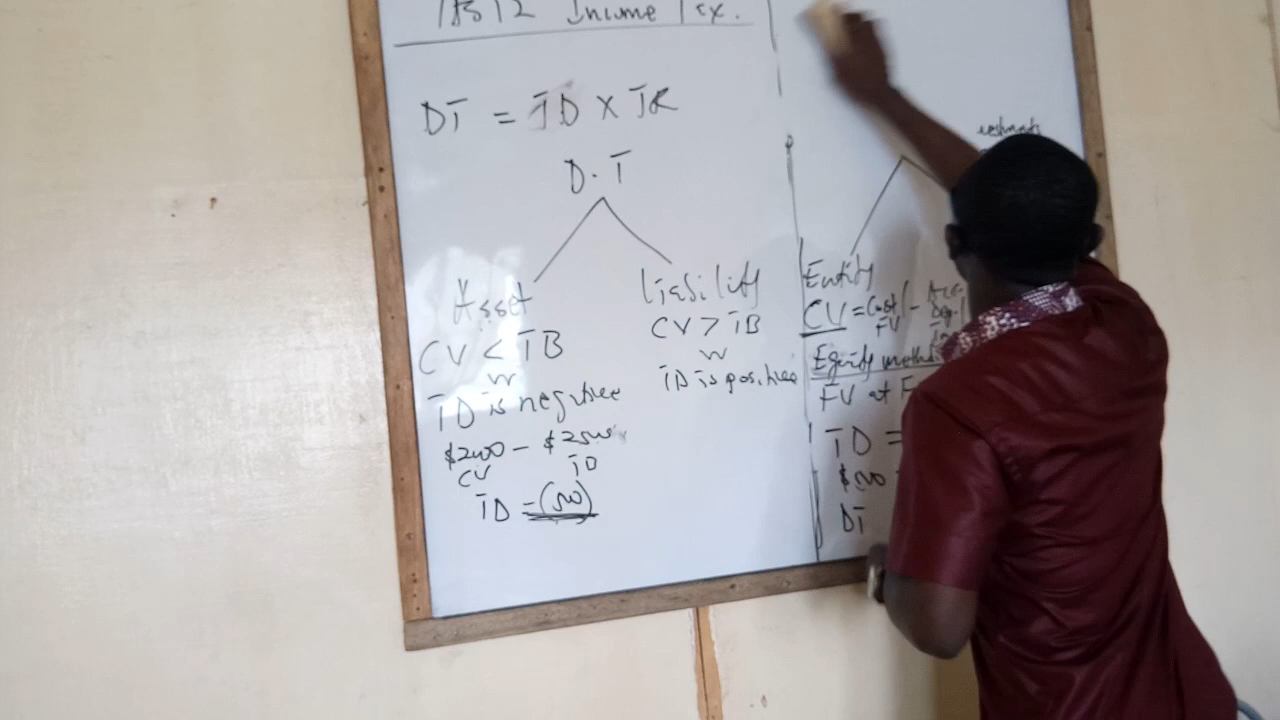 IAS 12 Income Tax.
DT = TD X TR
D.T
Asset
CV < TB
TD is negative
$2000 - $2500
CV TD
TD = (500)
Liability
CV > TB
TD is positive
Entity
CV = Cost/ - Acc
FV Dep.
Equity
FV at
TD =
$500
DT